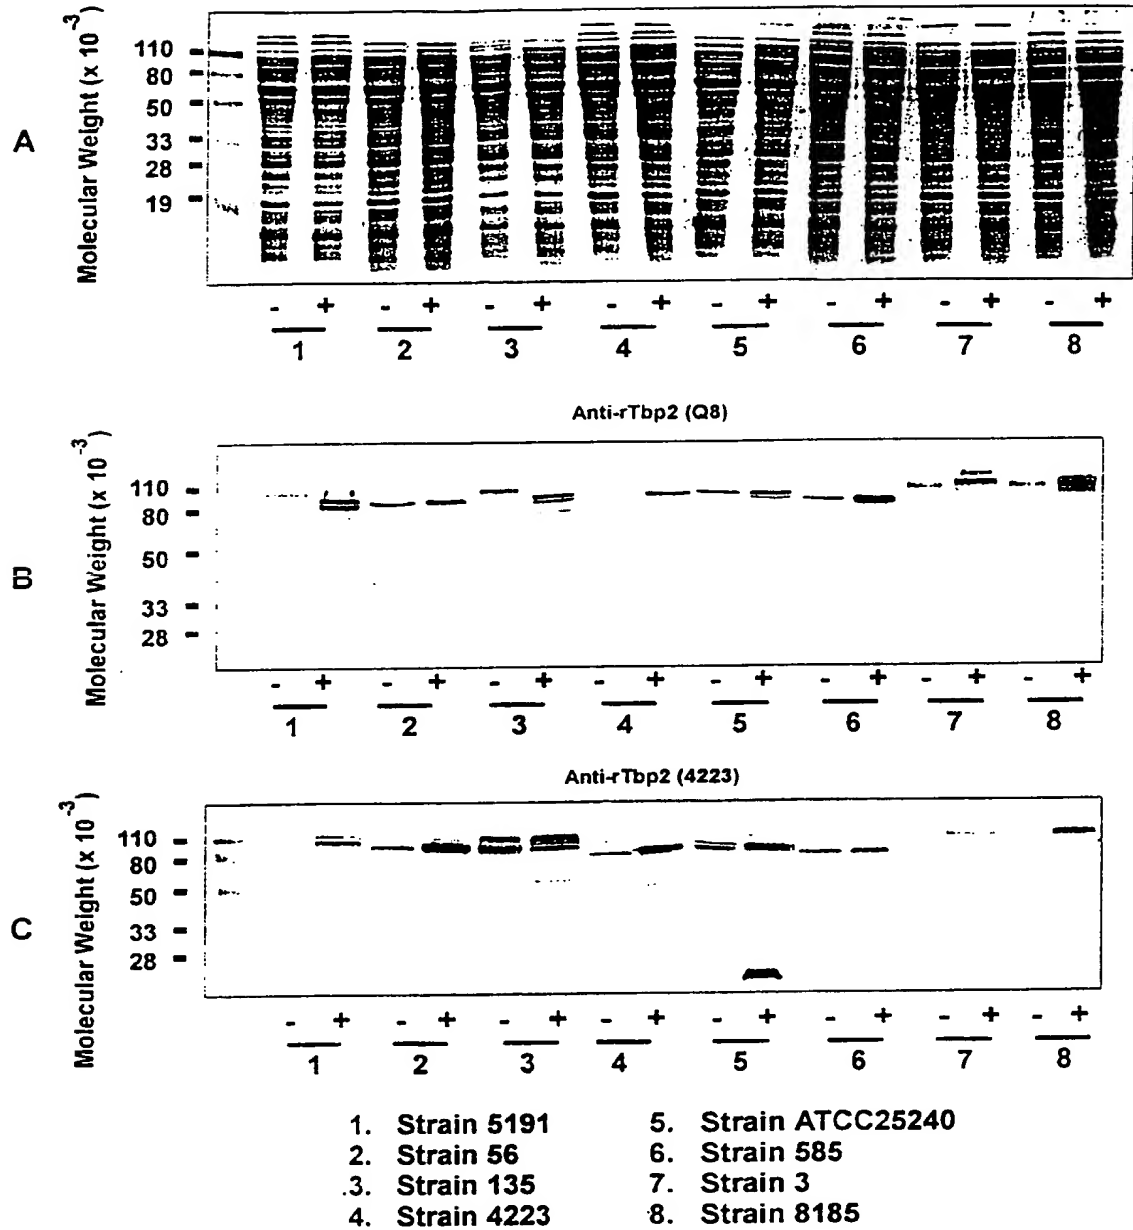 A
Molecular Weight (x 10⁻³)
110
80
50
33
28
19
- + - + - + - + - + - + - + - +
1 2 3 4 5 6 7 8
Anti-rTbp2 (Q8)
B
Molecular Weight (x 10⁻³)
110
80
50
33
28
- + - + - + - + - + - + - + - +
1 2 3 4 5 6 7 8
Anti-rTbp2 (4223)
C
Molecular Weight (x 10⁻³)
110
80
50
33
28
- + - + - + - + - + - + - + - +
1 2 3 4 5 6 7 8
1. Strain 5191
2. Strain 56
3. Strain 135
4. Strain 4223
5. Strain ATCC25240
6. Strain 585
7. Strain 3
8. Strain 8185